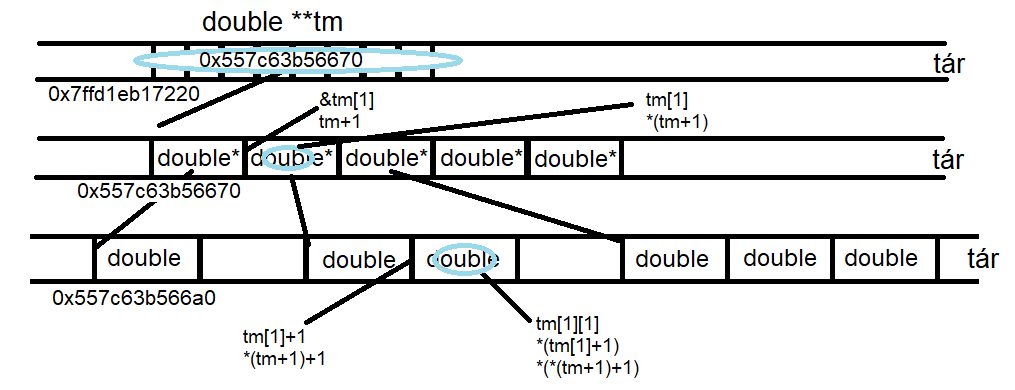 double **tm
0x557c63b56670
tár
0x7ffd1eb17220
&tm[1]
tm+1
tm[1]
*(tm+1)
double* double* double* double* double*
tár
0x557c63b56670
double double double double double double
tár
0x557c63b566a0
tm[1]+1
*(tm+1)+1
tm[1][1]
*(tm[1]+1)
*(*(tm+1)+1)